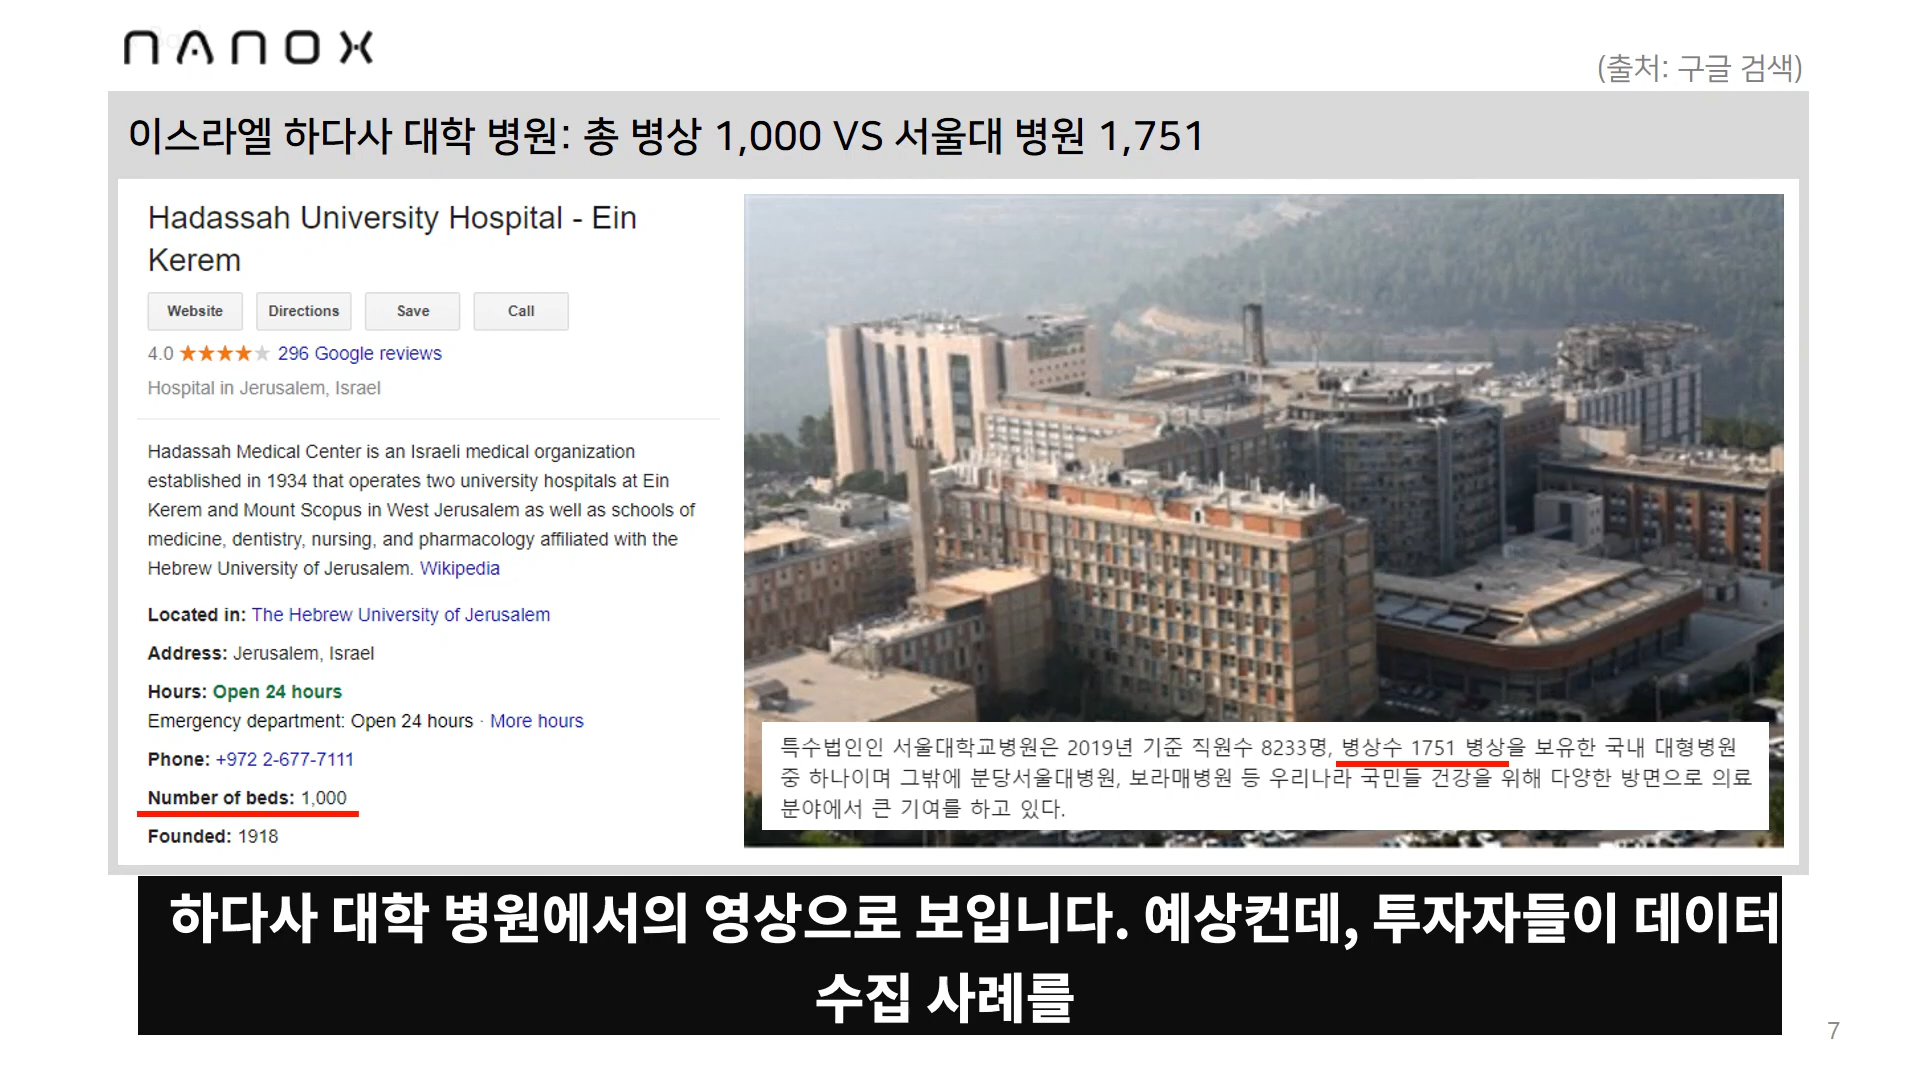 nanox
(출처: 구글 검색)
이스라엘 하다사 대학 병원: 총 병상 1,000 VS 서울대 병원 1,751
Hadassah University Hospital - Ein
Kerem
Website Directions Save Call
4.0 296 Google reviews
Hospital in Jerusalem, Israel
Hadassah Medical Center is an Israeli medical organization
established in 1934 that operates two university hospitals at Ein
Kerem and Mount Scopus in West Jerusalem as well as schools of
medicine, dentistry, nursing, and pharmacology affiliated with the
Hebrew University of Jerusalem. Wikipedia
Located in: The Hebrew University of Jerusalem
Address: Jerusalem, Israel
Hours: Open 24 hours
Emergency department: Open 24 hours · More hours
Phone: +972 2-677-7111
Number of beds: 1,000
Founded: 1918
특수법인인 서울대학교병원은 2019년 기준 직원수 8233명, 병상수 1751 병상을 보유한 국내 대형병원
중 하나이며 그밖에 분당서울대병원, 보라매병원 등 우리나라 국민들 건강을 위해 다양한 방면으로 의료
분야에서 큰 기여를 하고 있다.
하다사 대학 병원에서의 영상으로 보입니다. 예상컨데, 투자자들이 데이터
수집 사례를
7